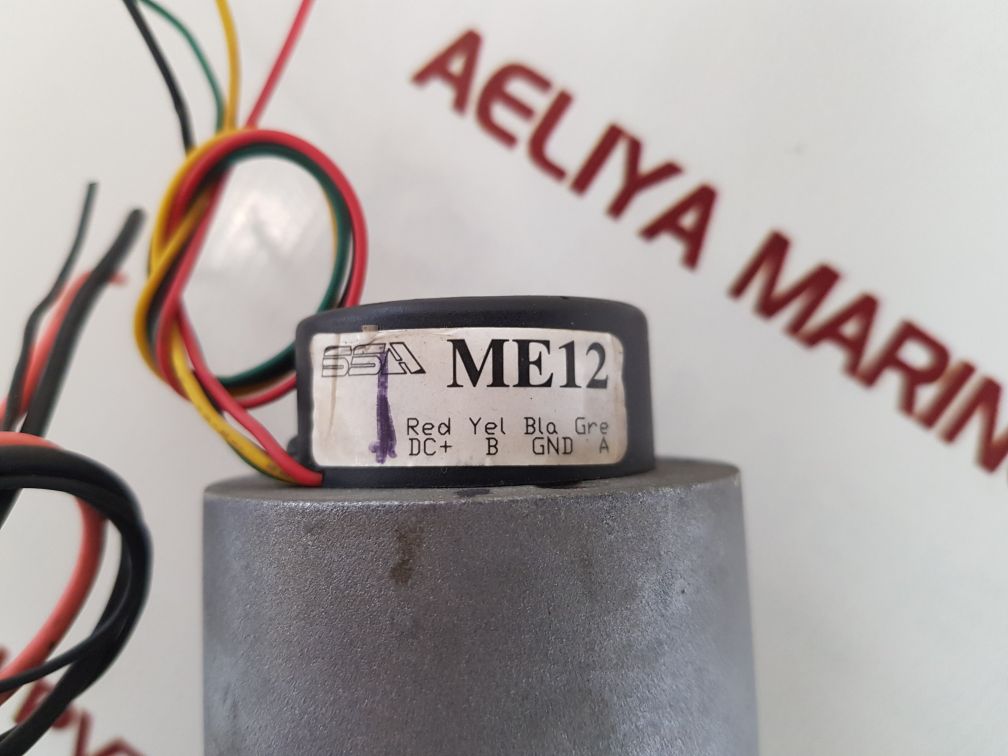 AELIYA MARIN
SSA ME12
Red Yel Bla Gre
DC+ B GND A